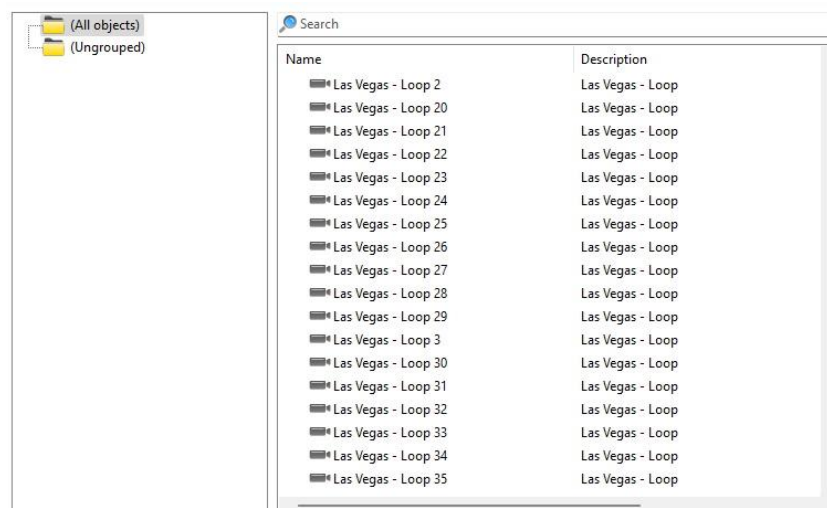 (All objects)
(Ungrouped)
Search
Name Description
Las Vegas - Loop 2 Las Vegas - Loop
Las Vegas - Loop 20 Las Vegas - Loop
Las Vegas - Loop 21 Las Vegas - Loop
Las Vegas - Loop 22 Las Vegas - Loop
Las Vegas - Loop 23 Las Vegas - Loop
Las Vegas - Loop 24 Las Vegas - Loop
Las Vegas - Loop 25 Las Vegas - Loop
Las Vegas - Loop 26 Las Vegas - Loop
Las Vegas - Loop 27 Las Vegas - Loop
Las Vegas - Loop 28 Las Vegas - Loop
Las Vegas - Loop 29 Las Vegas - Loop
Las Vegas - Loop 3 Las Vegas - Loop
Las Vegas - Loop 30 Las Vegas - Loop
Las Vegas - Loop 31 Las Vegas - Loop
Las Vegas - Loop 32 Las Vegas - Loop
Las Vegas - Loop 33 Las Vegas - Loop
Las Vegas - Loop 34 Las Vegas - Loop
Las Vegas - Loop 35 Las Vegas - Loop